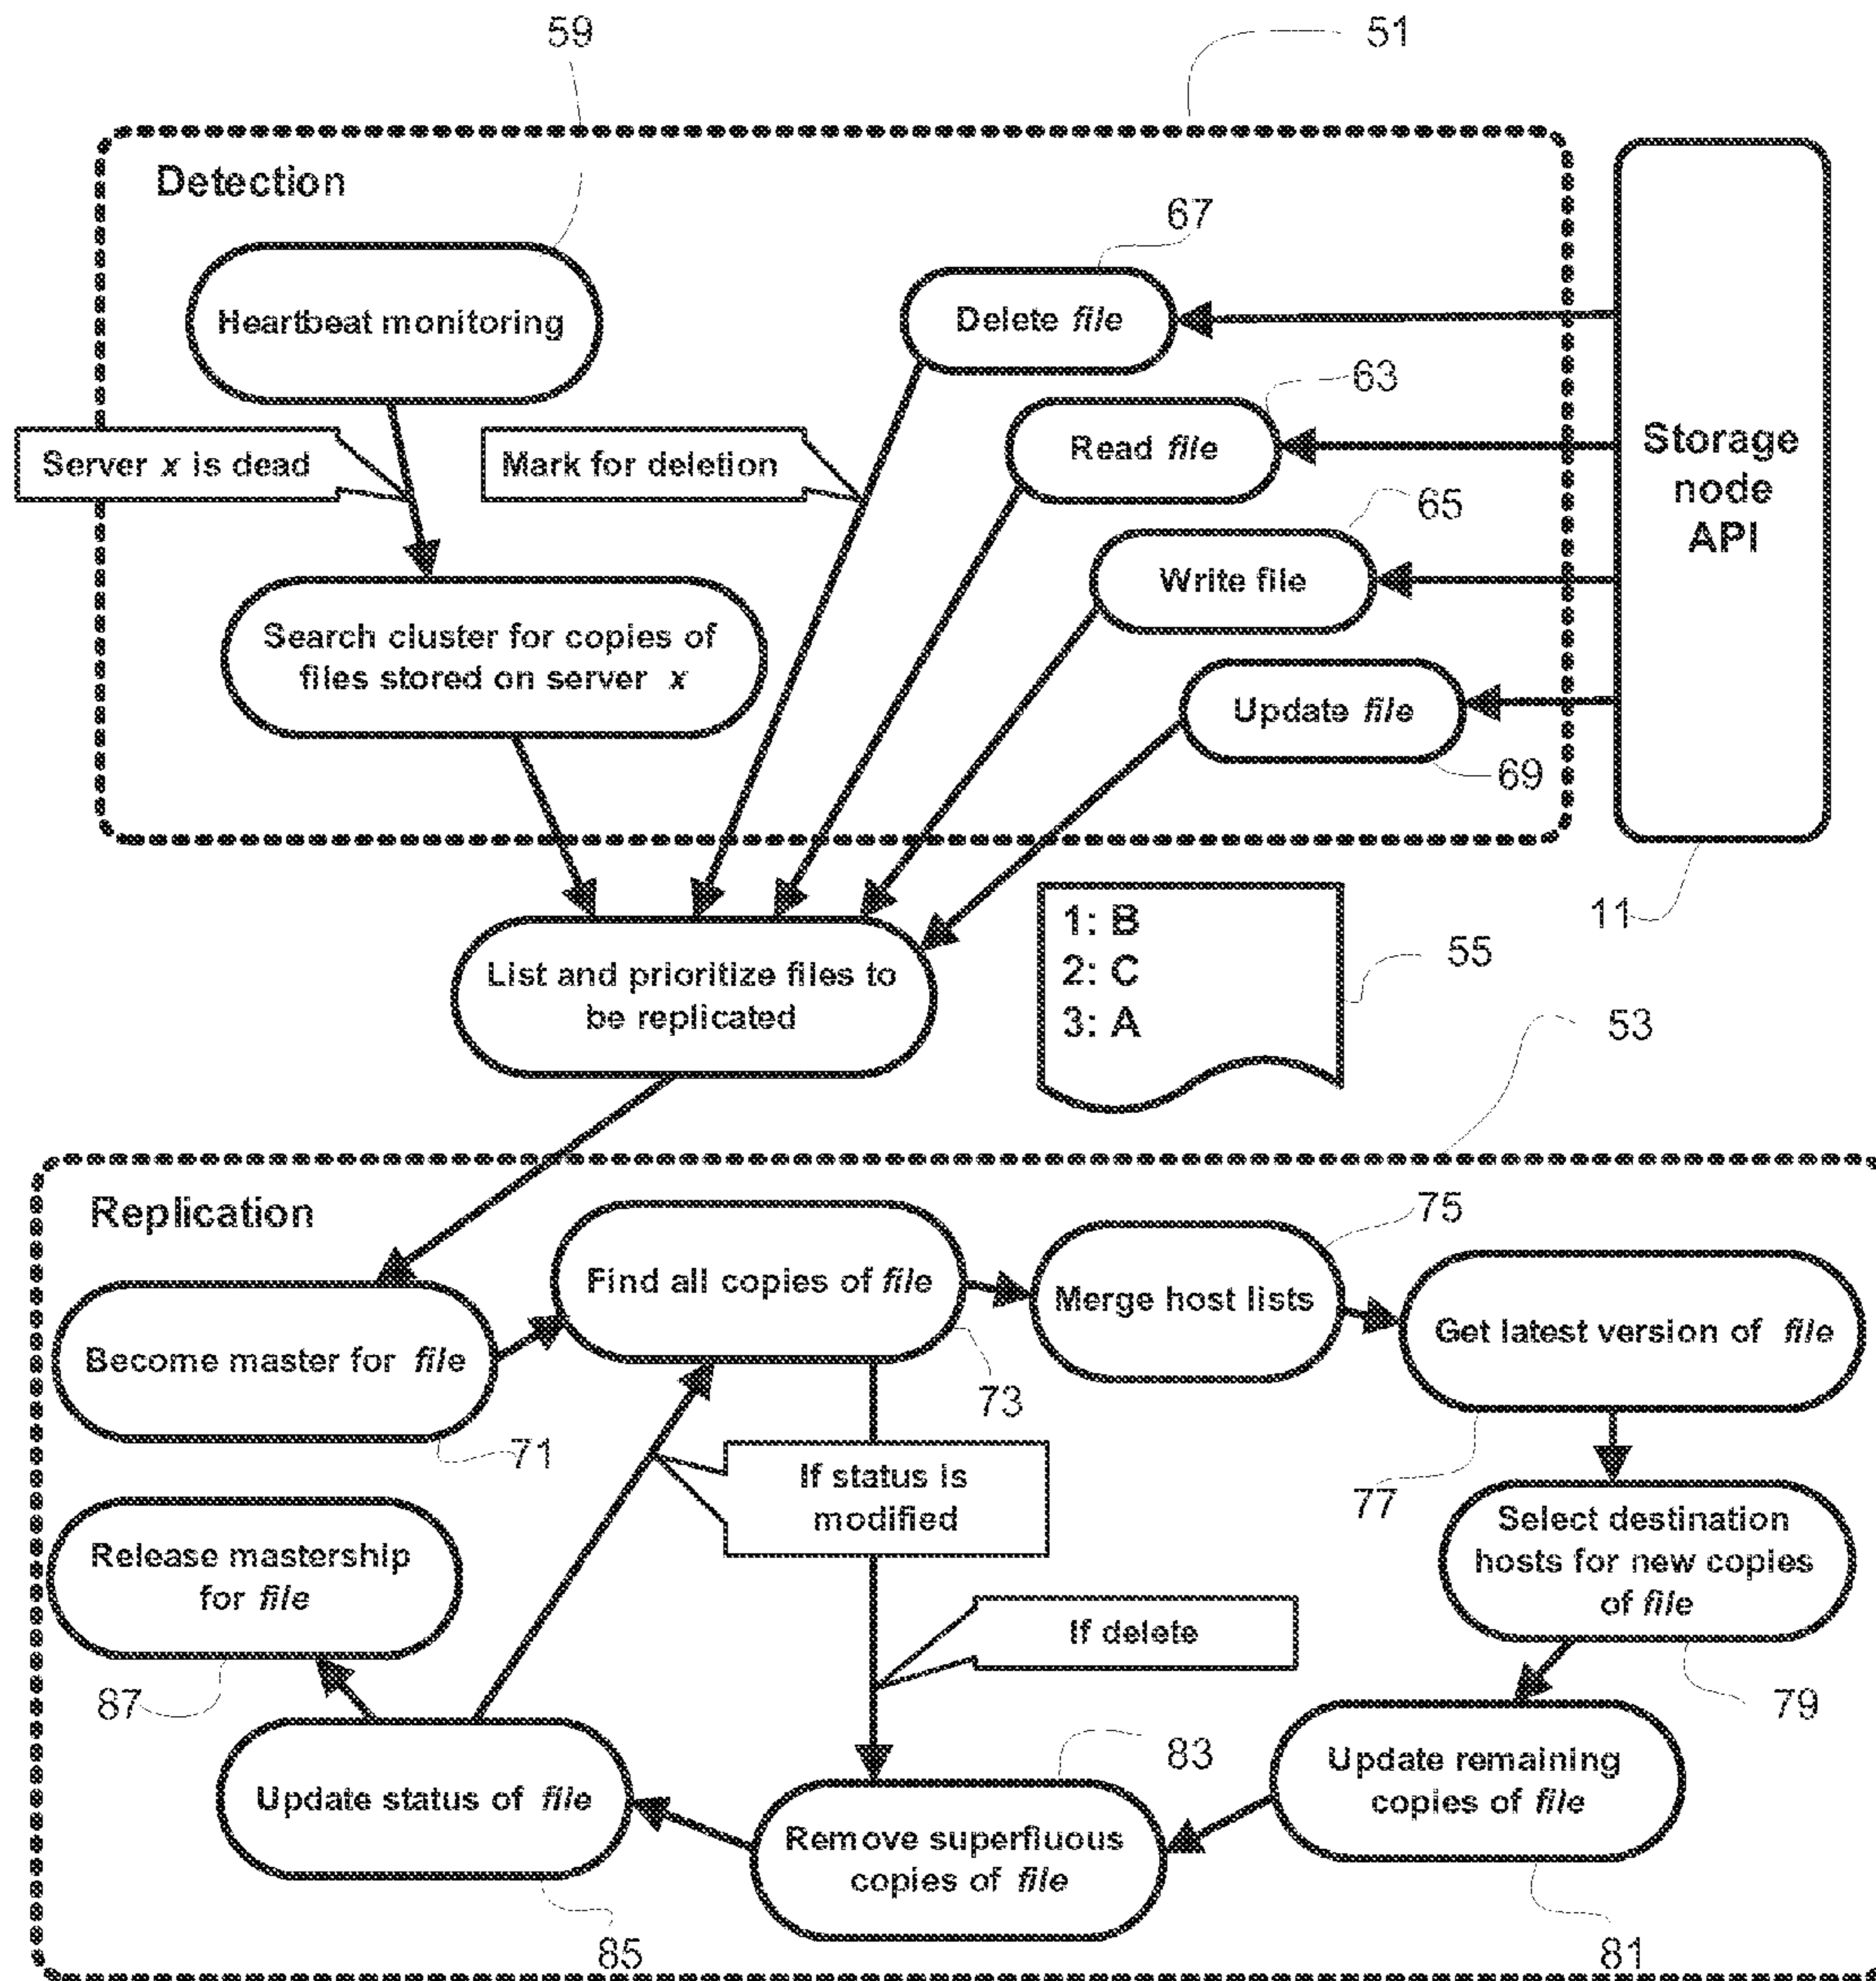 59
51
Detection
67
Heartbeat monitoring
Delete file
63
Server x is dead
Mark for deletion
Read file
Storage
node
API
65
Write file
Search cluster for copies of
files stored on server x
Update file
69
11
1: B
2: C
3: A
55
List and prioritize files to
be replicated
53
Replication
75
Find all copies of file
Merge host lists
Get latest version of file
Become master for file
73
71
77
If status is
modified
Select destination
hosts for new copies
of file
Release mastership
for file
If delete
87
79
83
Update remaining
copies of file
Update status of file
Remove superfluous
copies of file
85
81